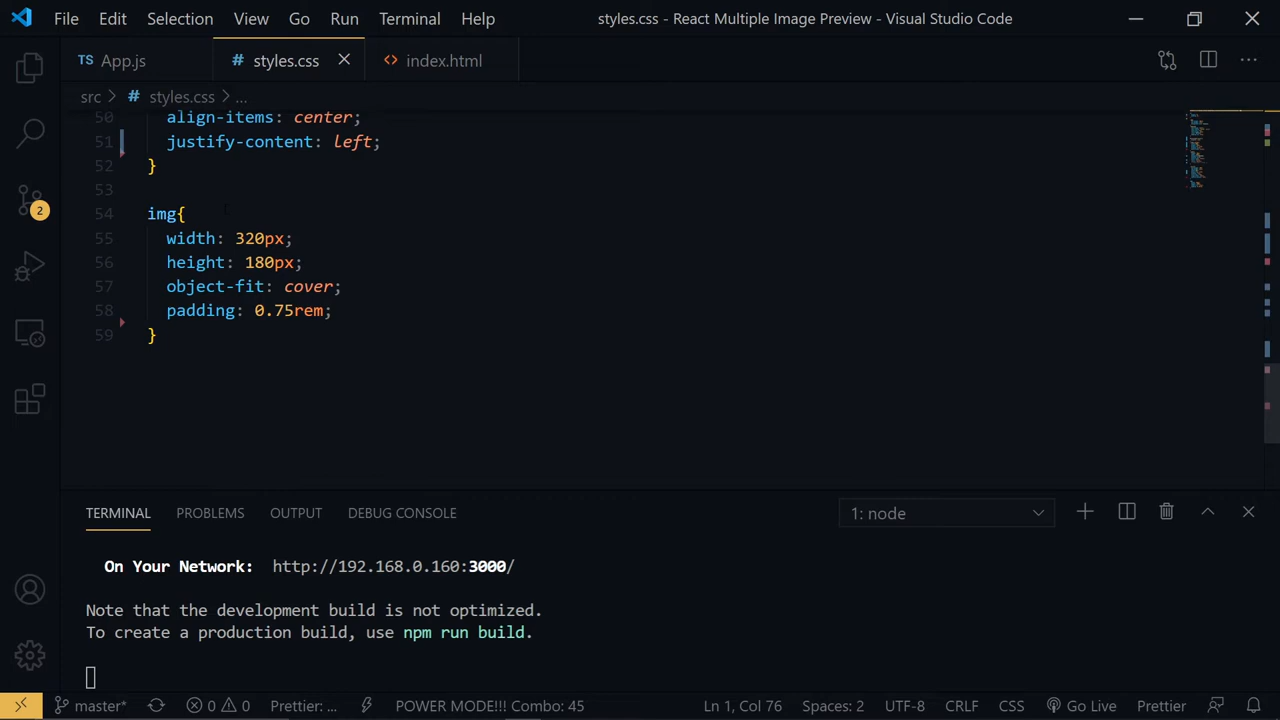 File Edit Selection View Go Run Terminal Help styles.css - React Multiple Image Preview - Visual Studio Code
TS App.js # styles.css index.html
src > # styles.css ...
50 align-items: center;
51 justify-content: left;
52 }
53
54 img{
55 width: 320px;
56 height: 180px;
57 object-fit: cover;
58 padding: 0.75rem;
59 }
2
TERMINAL PROBLEMS OUTPUT DEBUG CONSOLE 1: node
On Your Network: http://192.168.0.160:3000/
Note that the development build is not optimized.
To create a production build, use npm run build.
master* 0 0 Prettier: ... POWER MODE!!! Combo: 45 Ln 1, Col 76 Spaces: 2 UTF-8 CRLF CSS Go Live Prettier